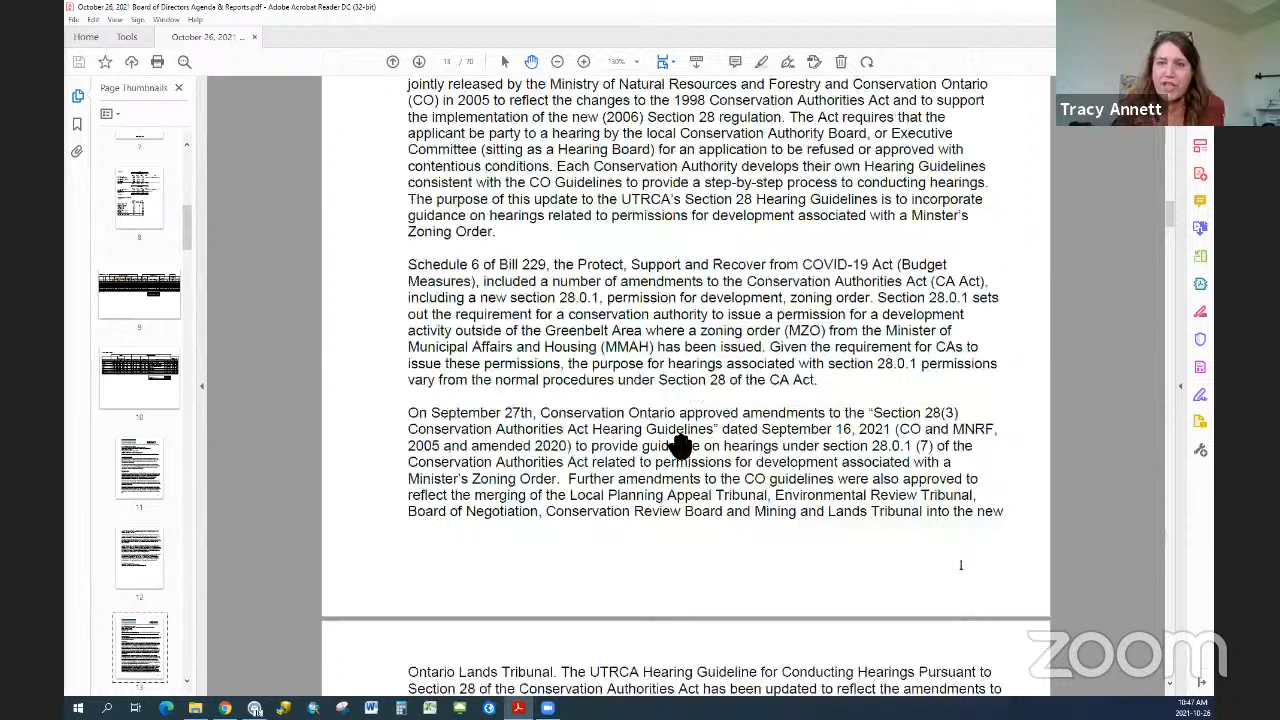 October 26, 2021 Board of Directors Agenda & Reports.pdf - Adobe Acrobat Reader DC (32-bit)
File Edit View Sign Window Help
Home Tools October 26, 2021 ... ×
13 / 70 130%
Page Thumbnails
7
8
9
10
11
12
13
Tracy Annett
jointly released by the Ministry of Natural Resources and Forestry and Conservation Ontario
(CO) in 2005 to reflect the changes to the 1998 Conservation Authorities Act and to support
the implementation of the new (2006) Section 28 regulation. The Act requires that the
applicant be party to a hearing by the local Conservation Authority Board, or Executive
Committee (sitting as a Hearing Board) for an application to be refused or approved with
contentious conditions. Each Conservation Authority develops their own Hearing Guidelines
consistent with the CO Guidelines to provide a step-by-step process to conducting hearings.
The purpose of this update to the UTRCA's Section 28 Hearing Guidelines is to incorporate
guidance on hearings related to permissions for development associated with a Minster's
Zoning Order.
Schedule 6 of Bill 229, the Protect, Support and Recover from COVID-19 Act (Budget
Measures), included a number of amendments to the Conservation Authorities Act (CA Act),
including a new section 28.0.1, permission for development, zoning order. Section 28.0.1 sets
out the requirement for a conservation authority to issue a permission for a development
activity outside of the Greenbelt Area where a zoning order (MZO) from the Minister of
Municipal Affairs and Housing (MMAH) has been issued. Given the requirement for CAs to
issue these permissions, the purpose for hearings associated with section 28.0.1 permissions
vary from the normal procedures under Section 28 of the CA Act.
On September 27th, Conservation Ontario approved amendments to the “Section 28(3)
Conservation Authorities Act Hearing Guidelines” dated September 16, 2021 (CO and MNRF,
2005 and amended 2020) to provide guidance on hearings under section 28.0.1 (7) of the
Conservation Authorities Act related to permissions for development associated with a
Minister's Zoning Order. Further amendments to the CO guidelines were also approved to
reflect the merging of the Local Planning Appeal Tribunal, Environmental Review Tribunal,
Board of Negotiation, Conservation Review Board and Mining and Lands Tribunal into the new
1
Ontario Lands Tribunal. The UTRCA Hearing Guideline for Conducting Hearings Pursuant to
Section 28 of the Conservation Authorities Act has been updated to reflect the amendments to
zoom
10:47 AM
2021-10-26